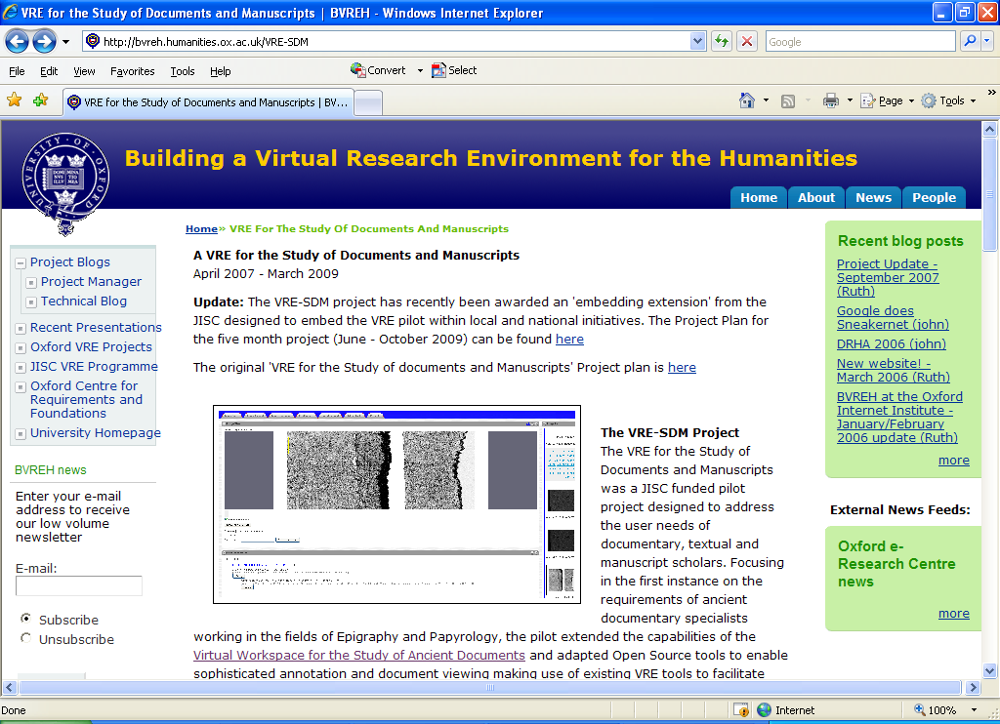 VRE for the Study of Documents and Manuscripts | BVREH - Windows Internet Explorer
http://bvreh.humanities.ox.ac.uk/VRE-SDM
Google
File Edit View Favorites Tools Help Convert Select
VRE for the Study of Documents and Manuscripts | BV...
Page Tools
UNIVERSITY OF OXFORD
Building a Virtual Research Environment for the Humanities
Home About News People
Project Blogs
Project Manager
Technical Blog
Recent Presentations
Oxford VRE Projects
JISC VRE Programme
Oxford Centre for
Requirements and
Foundations
University Homepage
BVREH news
Enter your e-mail
address to receive
our low volume
newsletter
E-mail:
Subscribe
Unsubscribe
Home» VRE For The Study Of Documents And Manuscripts
A VRE for the Study of Documents and Manuscripts
April 2007 - March 2009
Update: The VRE-SDM project has recently been awarded an 'embedding extension' from the
JISC designed to embed the VRE pilot within local and national initiatives. The Project Plan for
the five month project (June - October 2009) can be found here
The original 'VRE for the Study of documents and Manuscripts' Project plan is here
The VRE-SDM Project
The VRE for the Study of
Documents and Manuscripts
was a JISC funded pilot
project designed to address
the user needs of
documentary, textual and
manuscript scholars. Focusing
in the first instance on the
requirements of ancient
documentary specialists
working in the fields of Epigraphy and Papyrology, the pilot extended the capabilities of the
Virtual Workspace for the Study of Ancient Documents and adapted Open Source tools to enable
sophisticated annotation and document viewing making use of existing VRE tools to facilitate
Recent blog posts
Project Update -
September 2007
(Ruth)
Google does
Sneakernet (john)
DRHA 2006 (john)
New website! -
March 2006 (Ruth)
BVREH at the Oxford
Internet Institute -
January/February
2006 update (Ruth)
more
External News Feeds:
Oxford e-
Research Centre
news
more
Done
Internet
100%